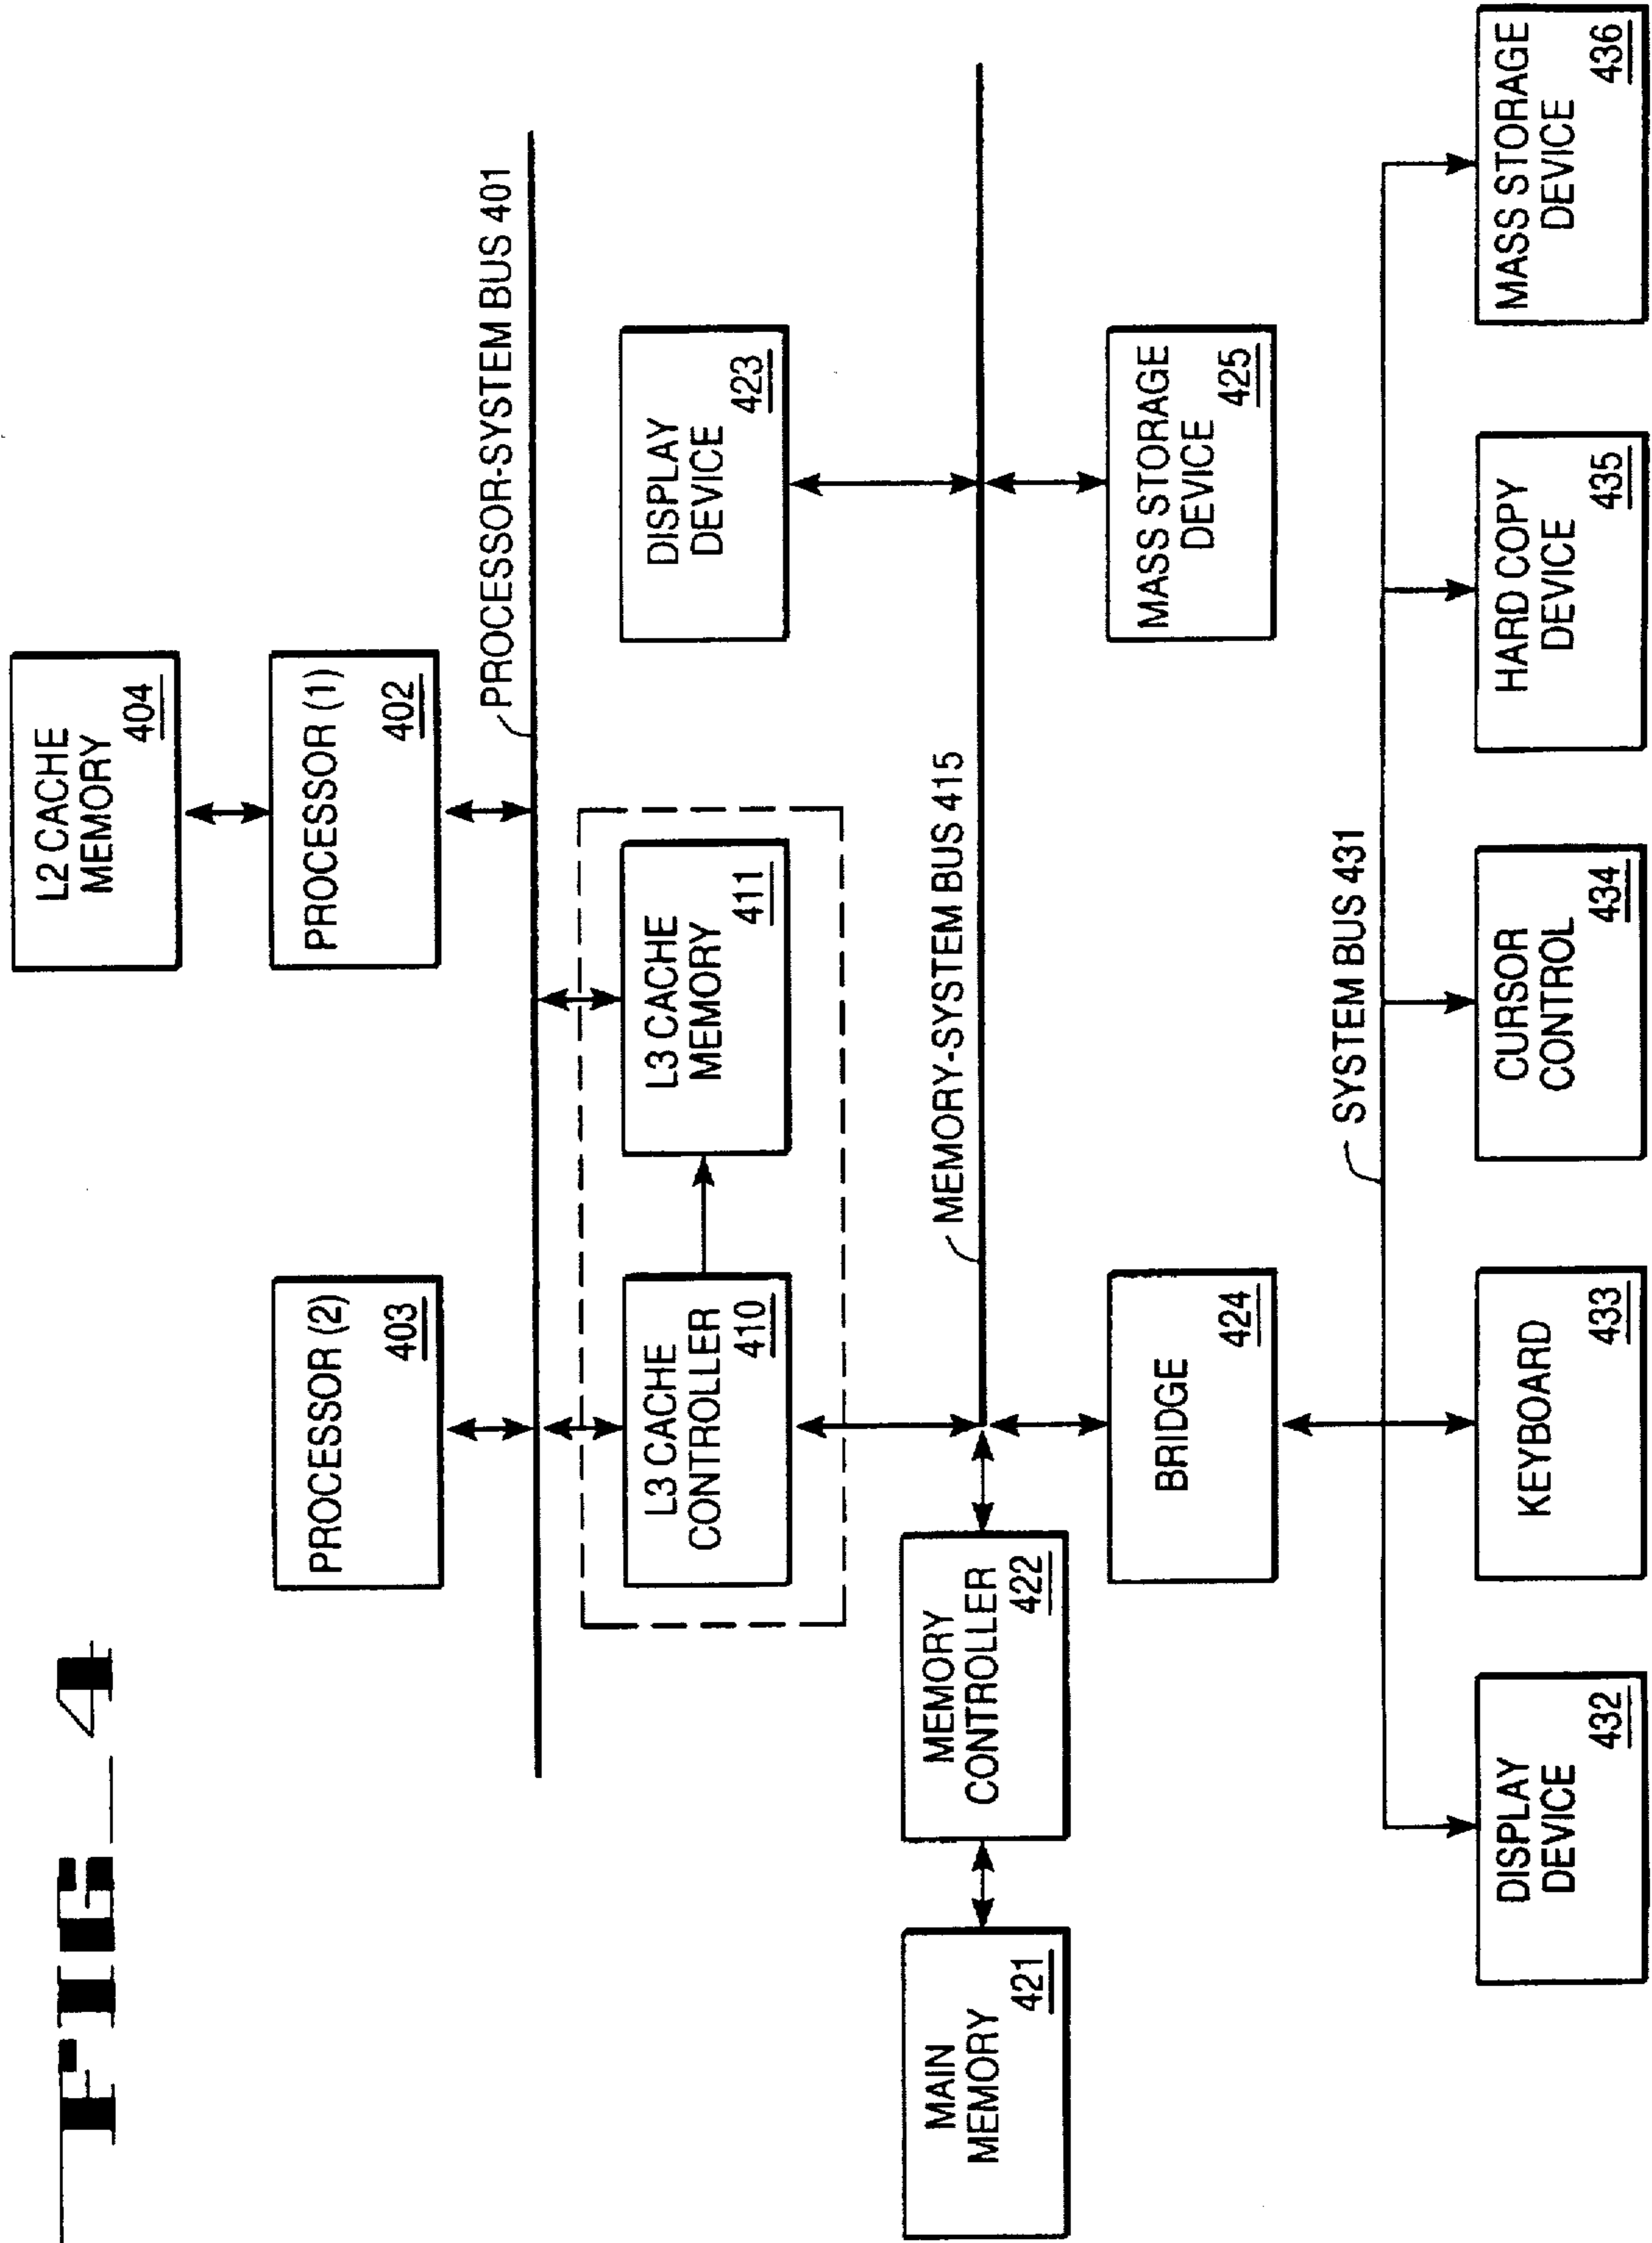 FIG 4
L2 CACHE
MEMORY
404
PROCESSOR (2)
403
PROCESSOR (1)
402
PROCESSOR-SYSTEM BUS 401
L3 CACHE
CONTROLLER
410
L3 CACHE
MEMORY
411
DISPLAY
DEVICE
423
MEMORY-SYSTEM BUS 415
MAIN
MEMORY
421
MEMORY
CONTROLLER
422
BRIDGE
424
MASS STORAGE
DEVICE
425
SYSTEM BUS 431
DISPLAY
DEVICE
432
KEYBOARD
433
CURSOR
CONTROL
434
HARD COPY
DEVICE
435
MASS STORAGE
DEVICE
436